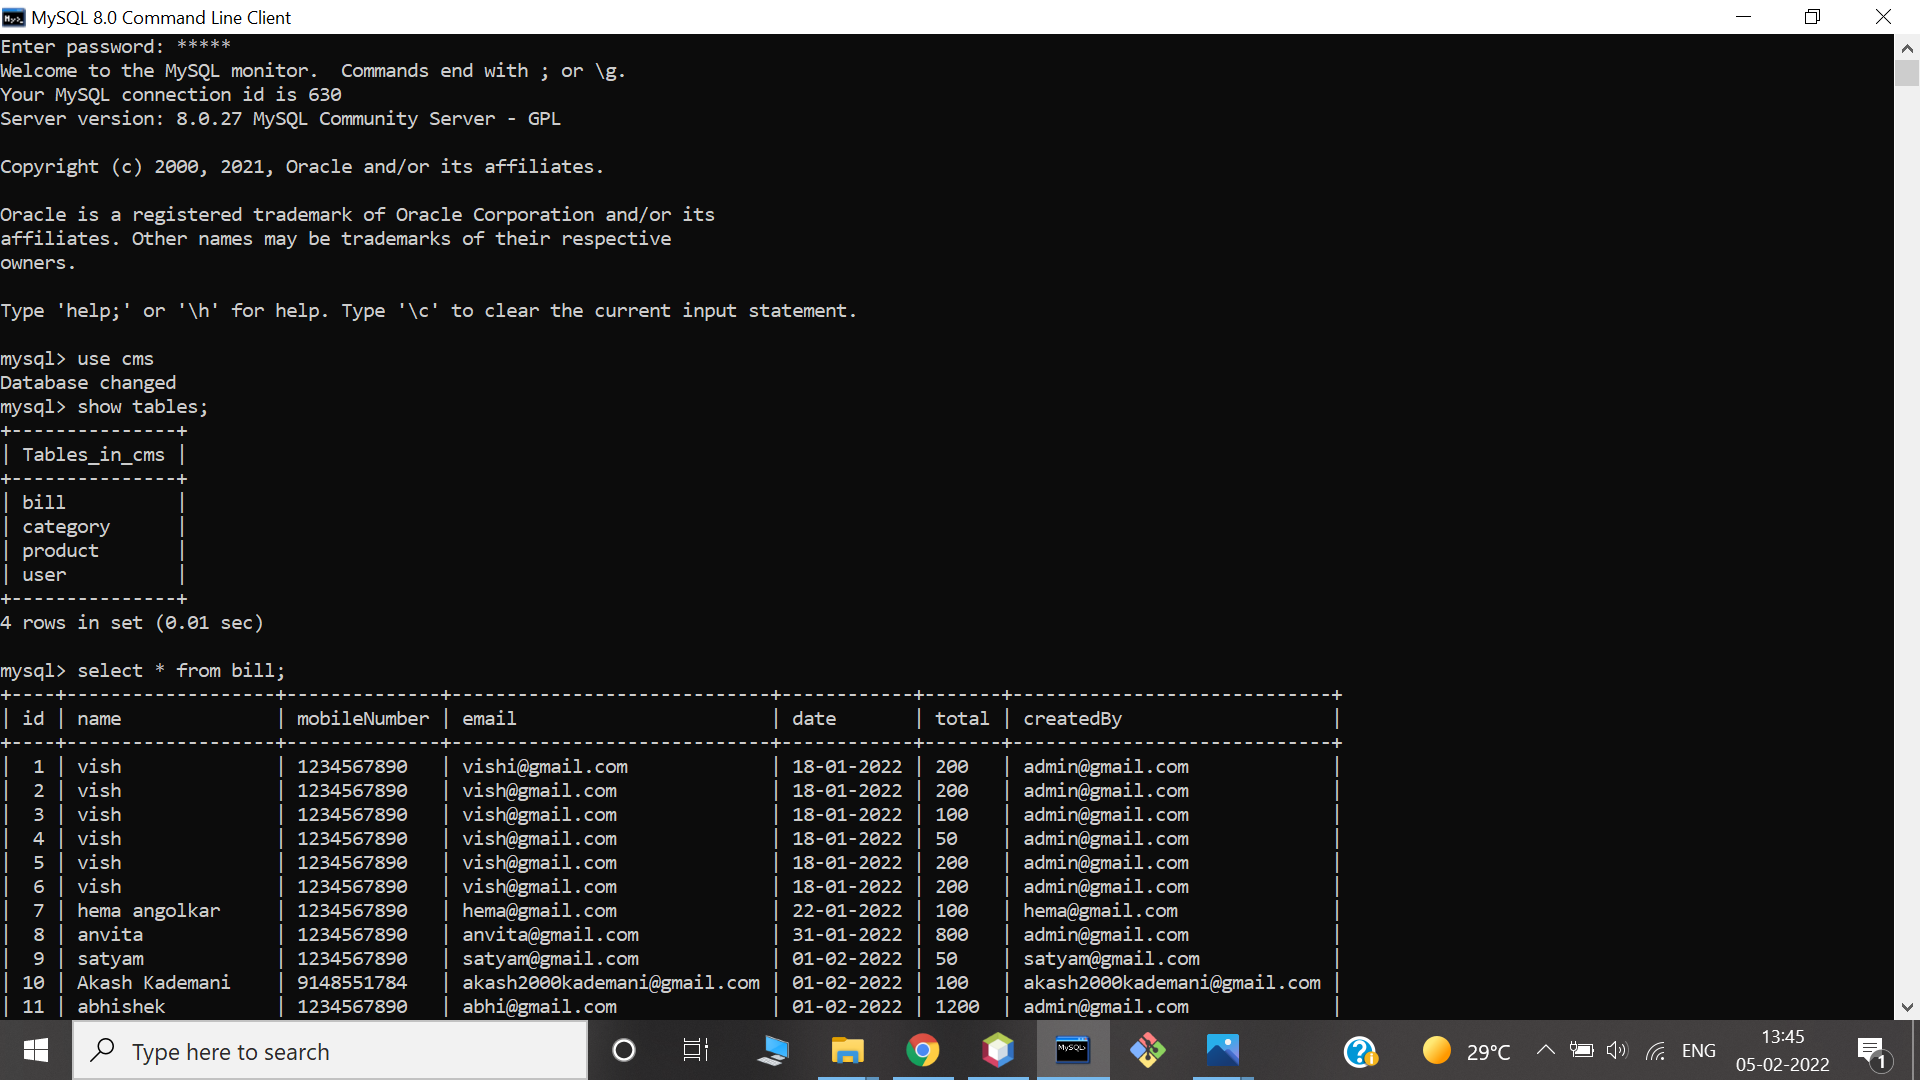 MySQL 8.0 Command Line Client
Enter password: *****
Welcome to the MySQL monitor.  Commands end with ; or \g.
Your MySQL connection id is 630
Server version: 8.0.27 MySQL Community Server - GPL
Copyright (c) 2000, 2021, Oracle and/or its affiliates.
Oracle is a registered trademark of Oracle Corporation and/or its
affiliates. Other names may be trademarks of their respective
owners.
Type 'help;' or '\h' for help. Type '\c' to clear the current input statement.
mysql> use cms
Database changed
mysql> show tables;
+---------------+
| Tables_in_cms |
+---------------+
| bill          |
| category      |
| product       |
| user          |
+---------------+
4 rows in set (0.01 sec)
mysql> select * from bill;
+----+-------------------+--------------+-----------------------------+------------+-------+-----------------------------+
| id | name              | mobileNumber | email                       | date       | total | createdBy                   |
+----+-------------------+--------------+-----------------------------+------------+-------+-----------------------------+
|  1 | vish              | 1234567890   | vishi@gmail.com             | 18-01-2022 | 200   | admin@gmail.com             |
|  2 | vish              | 1234567890   | vish@gmail.com              | 18-01-2022 | 200   | admin@gmail.com             |
|  3 | vish              | 1234567890   | vish@gmail.com              | 18-01-2022 | 100   | admin@gmail.com             |
|  4 | vish              | 1234567890   | vish@gmail.com              | 18-01-2022 | 50    | admin@gmail.com             |
|  5 | vish              | 1234567890   | vish@gmail.com              | 18-01-2022 | 200   | admin@gmail.com             |
|  6 | vish              | 1234567890   | vish@gmail.com              | 18-01-2022 | 200   | admin@gmail.com             |
|  7 | hema angolkar     | 1234567890   | hema@gmail.com              | 22-01-2022 | 100   | hema@gmail.com              |
|  8 | anvita            | 1234567890   | anvita@gmail.com            | 31-01-2022 | 800   | admin@gmail.com             |
|  9 | satyam            | 1234567890   | satyam@gmail.com            | 01-02-2022 | 50    | satyam@gmail.com            |
| 10 | Akash Kademani    | 9148551784   | akash2000kademani@gmail.com | 01-02-2022 | 100   | akash2000kademani@gmail.com |
| 11 | abhishek          | 1234567890   | abhi@gmail.com              | 01-02-2022 | 1200  | admin@gmail.com             |
Type here to search
MySQL>
29°C
ENG
13:45
05-02-2022
1